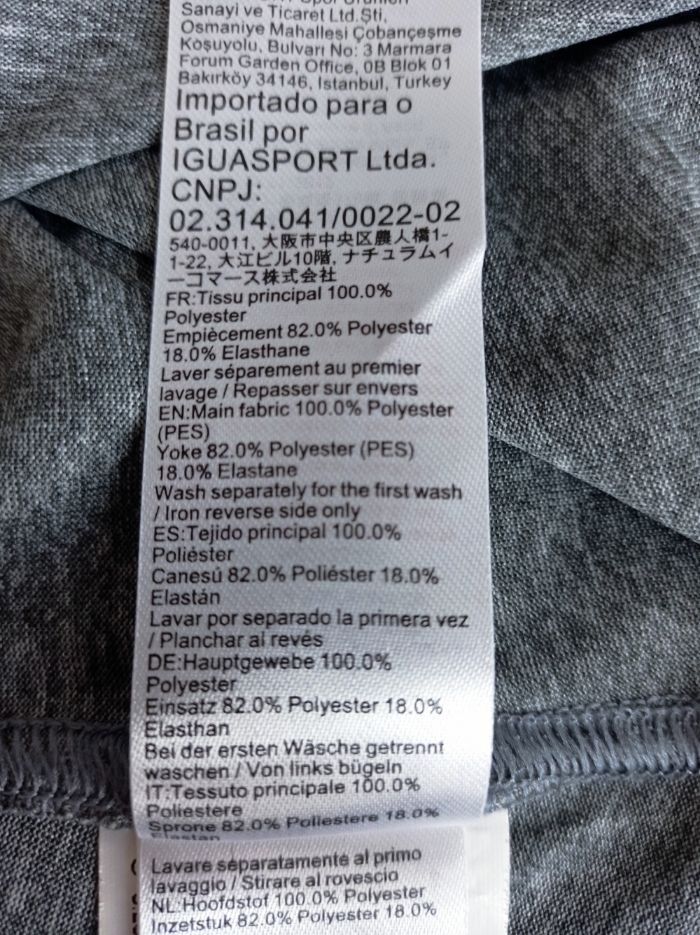 Spor Ürünleri
Sanayi ve Ticaret Ltd.Şti.
Osmaniye Mahallesi Çobançeşme
Koşuyolu, Bulvarı No: 3 Marmara
Forum Garden Office, 0B Blok 01
Bakırköy 34146, Istanbul, Turkey
Importado para o
Brasil por
IGUASPORT Ltda.
CNPJ:
02.314.041/0022-02
540-0011, 大阪市中央区農人橋1-
1-22, 大江ビル10階, ナチュラムイ
ーコマース株式会社
FR:Tissu principal 100.0%
Polyester
Empiècement 82.0% Polyester
18.0% Elasthane
Laver séparement au premier
lavage / Repasser sur envers
EN:Main fabric 100.0% Polyester
(PES)
Yoke 82.0% Polyester (PES)
18.0% Elastane
Wash separately for the first wash
/ Iron reverse side only
ES:Tejido principal 100.0%
Poliéster
Canesú 82.0% Poliéster 18.0%
Elastán
Lavar por separado la primera vez
/ Planchar al revés
DE:Hauptgewebe 100.0%
Polyester
Einsatz 82.0% Polyester 18.0%
Elasthan
Bei der ersten Wäsche getrennt
waschen / Von links bügeln
IT:Tessuto principale 100.0%
Poliestere
Sprone 82.0% Poliestere 18.0%
Elastan
Lavare separatamente al primo
lavaggio / Stirare al rovescio
NL:Hoofdstof 100.0% Polyester
Inzetstuk 82.0% Polyester 18.0%